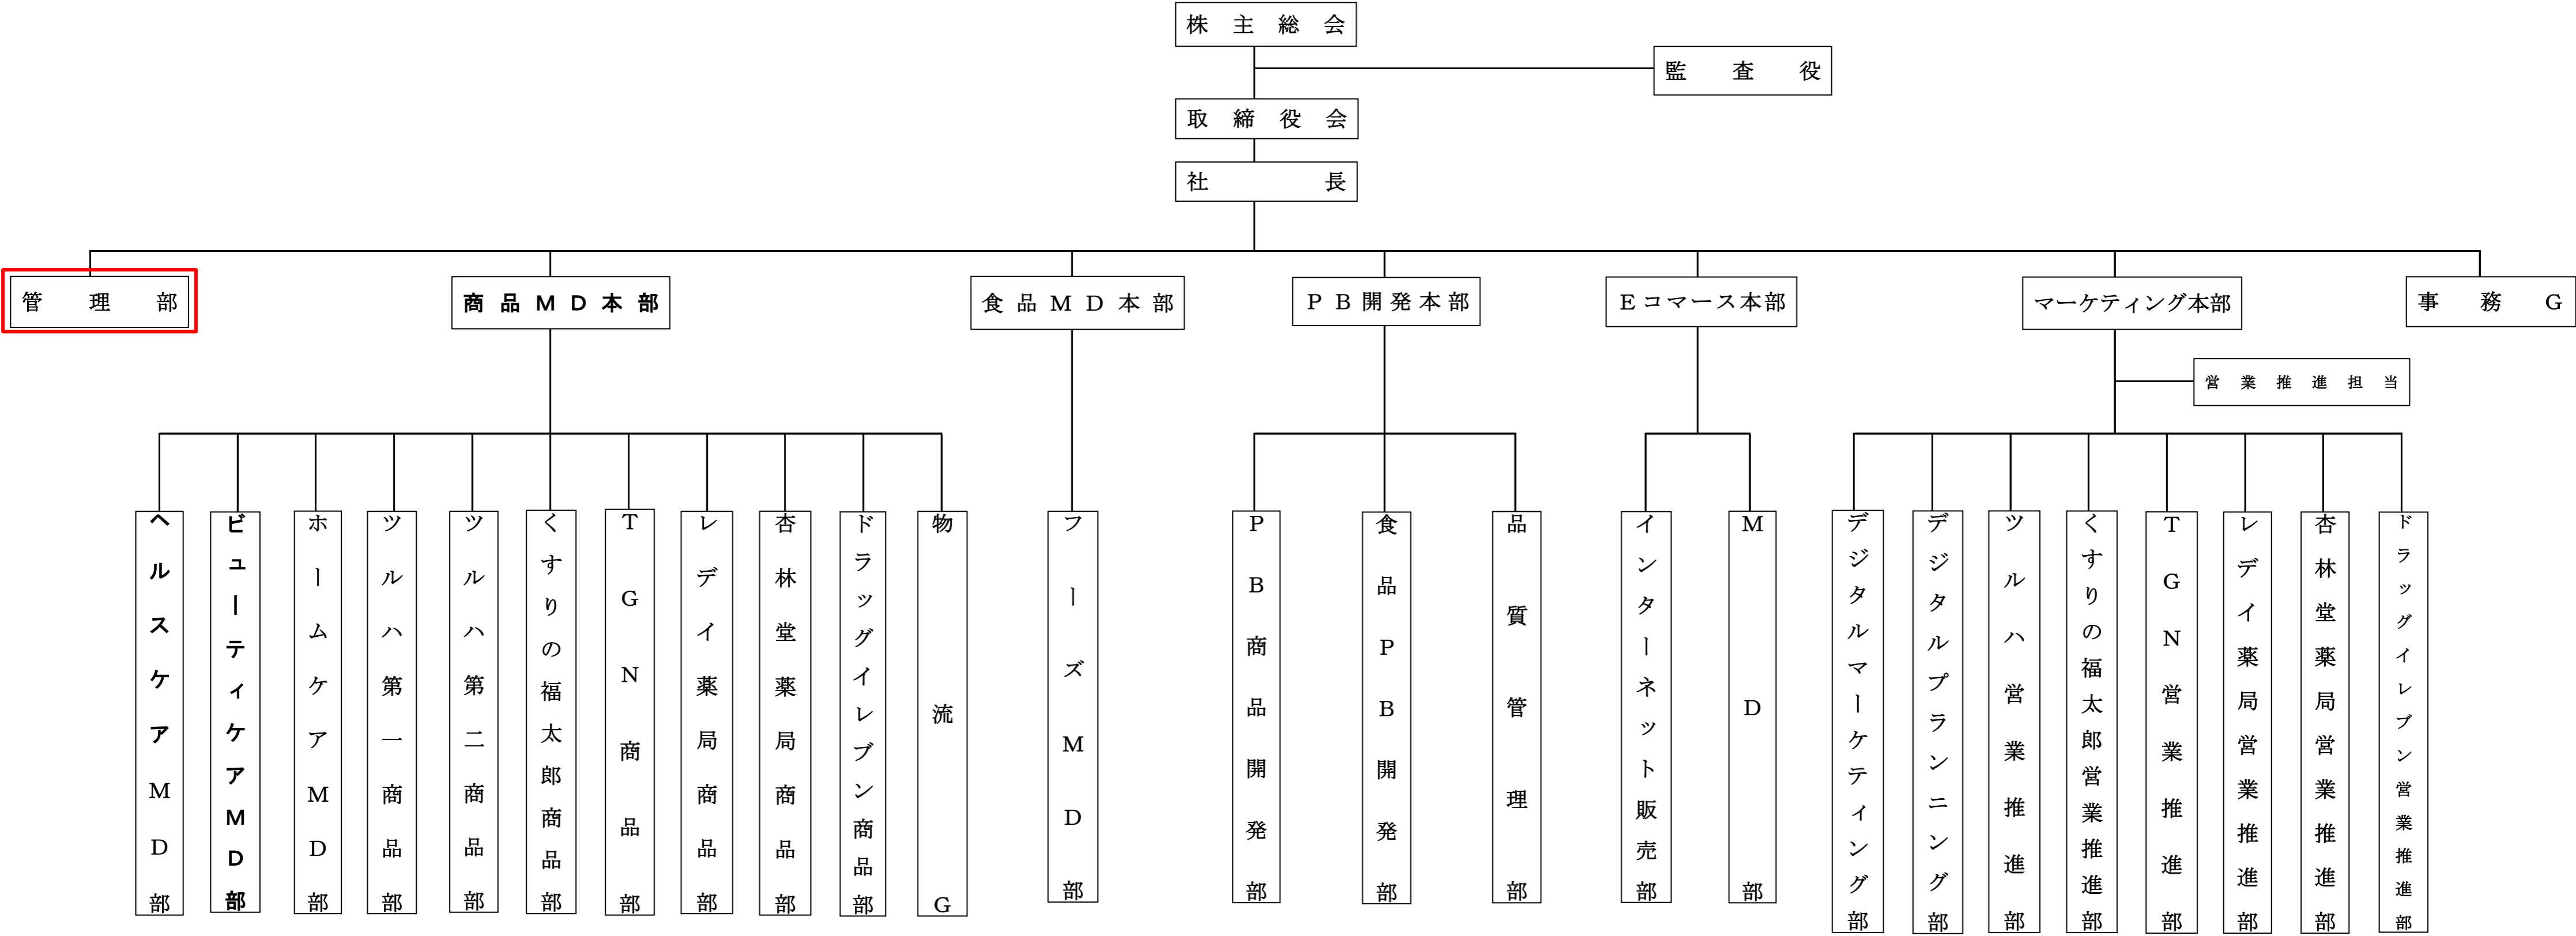 株主総会
監査役
取締役会
社長
管理部
商品MD本部
食品MD本部
PB開発本部
Eコマース本部
マーケティング本部
事務G
営業推進担当
ヘルスケアMD部
ビューティケアMD部
ホームケアMD部
ツルハ第一商品部
ツルハ第二商品部
くすりの福太郎商品部
TGN商品部
レデイ薬局商品部
杏林堂薬局商品部
ドラッグイレブン商品部
物流G
フーズMD部
PB商品開発部
食品PB開発部
品質管理部
インターネット販売部
MD部
デジタルマーケティング部
デジタルプランニング部
ツルハ営業推進部
くすりの福太郎営業推進部
TGN営業推進部
レデイ薬局営業推進部
杏林堂薬局営業推進部
ドラッグイレブン営業推進部